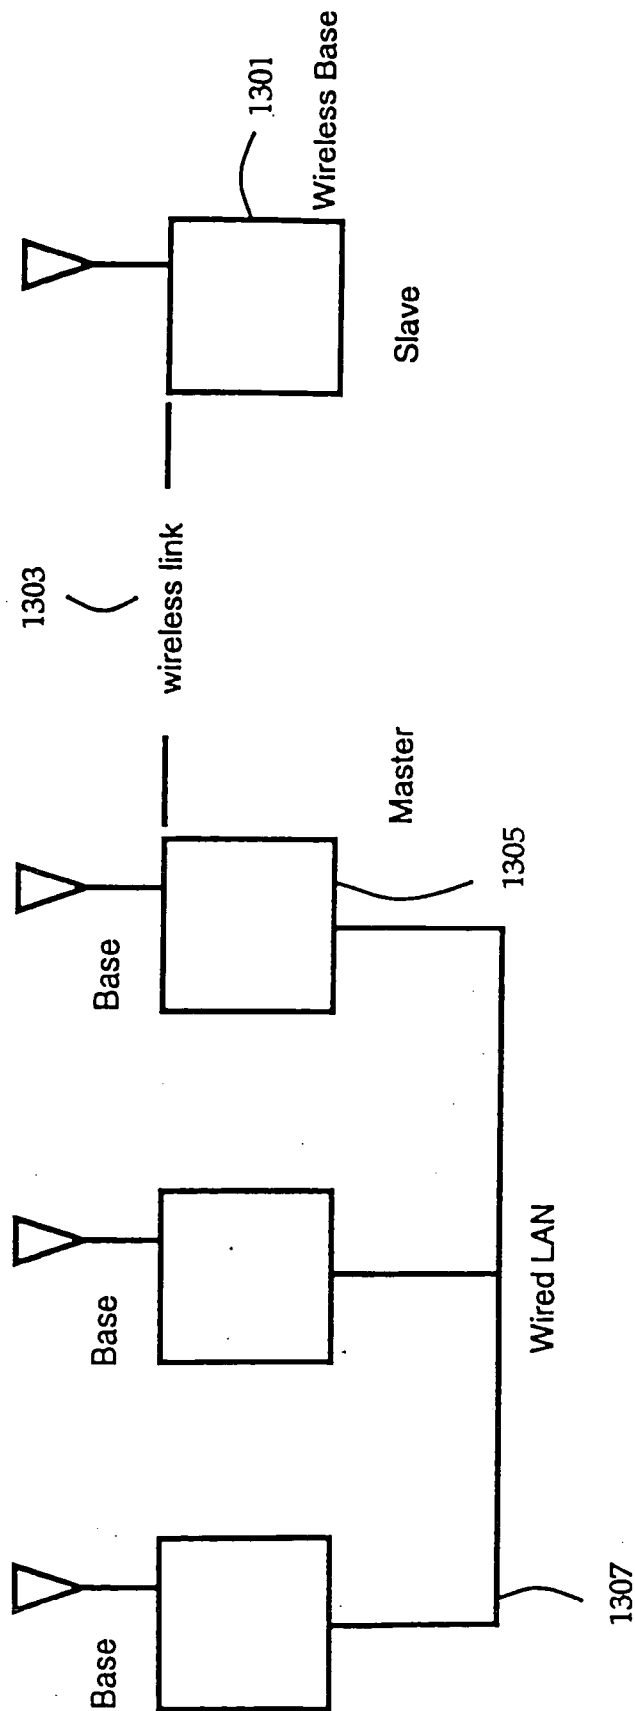 1301
Wireless Base
Slave
1303
wireless link
Master
1305
Base
Base
Wired LAN
Base
1307